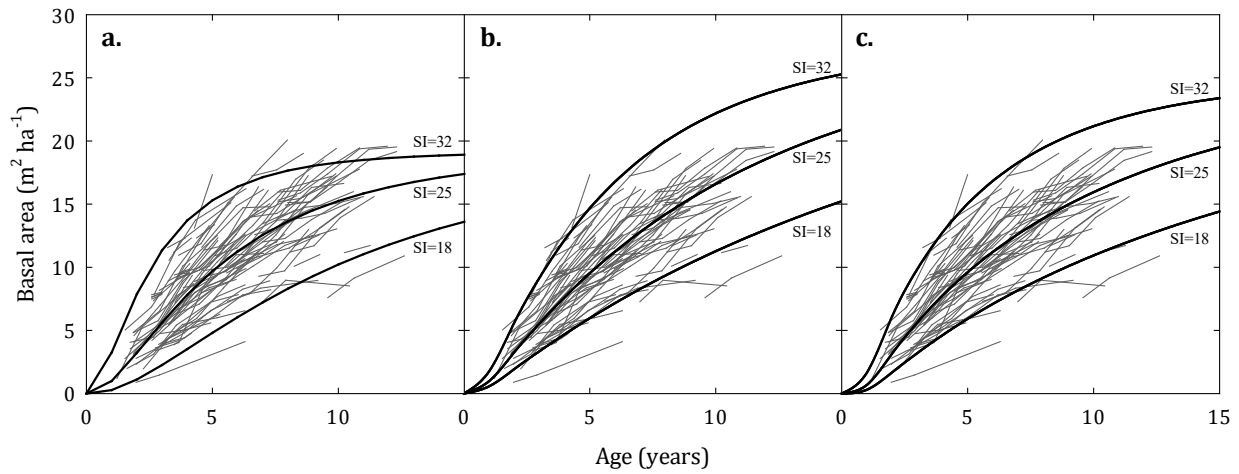 30
25
20
15
10
5
0
Basal area (m² ha⁻¹)
a.
SI=32
SI=25
SI=18
0
5
10
b.
SI=32
SI=25
SI=18
0
5
10
c.
SI=32
SI=25
SI=18
0
5
10
15
Age (years)